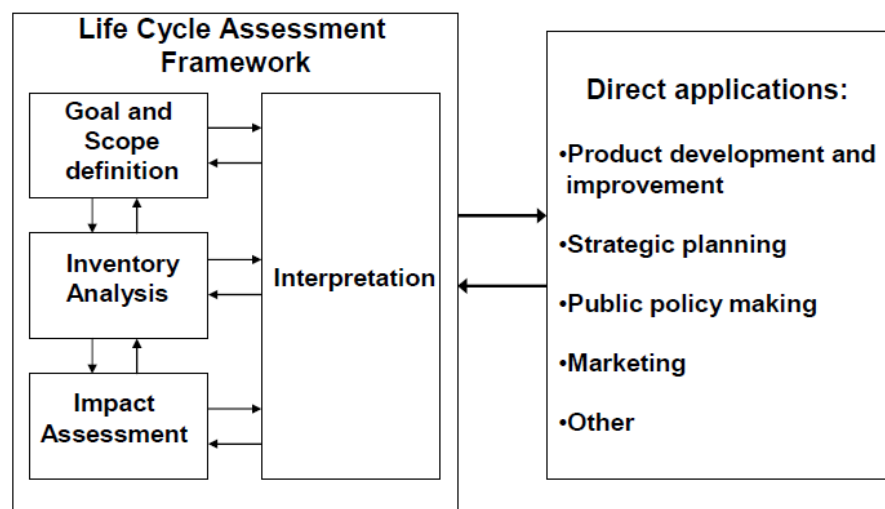 Life Cycle Assessment
Framework
Goal and
Scope
definition
Inventory
Analysis
Impact
Assessment
Interpretation
Direct applications:
•Product development and
improvement
•Strategic planning
•Public policy making
•Marketing
•Other